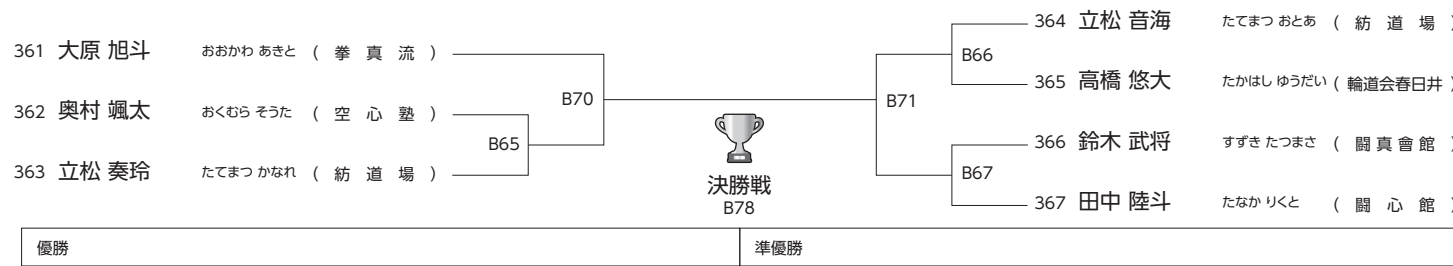 361 大原 旭斗 おおかわ あきと ( 拳 真 流 )
362 奥村 颯太 おくむら そうた ( 空 心 塾 )
363 立松 奏玲 たてまつ かなれ ( 紡 道 場 )
B65
B70
決勝戦
B78
364 立松 音海 たてまつ おとあ ( 紡 道 場 )
365 高橋 悠大 たかはし ゆうだい ( 輪道会春日井 )
366 鈴木 武将 すずき たつまさ ( 闘 真 會 館 )
367 田中 陸斗 たなか りくと ( 闘 心 館 )
B66
B67
B71
優勝
準優勝